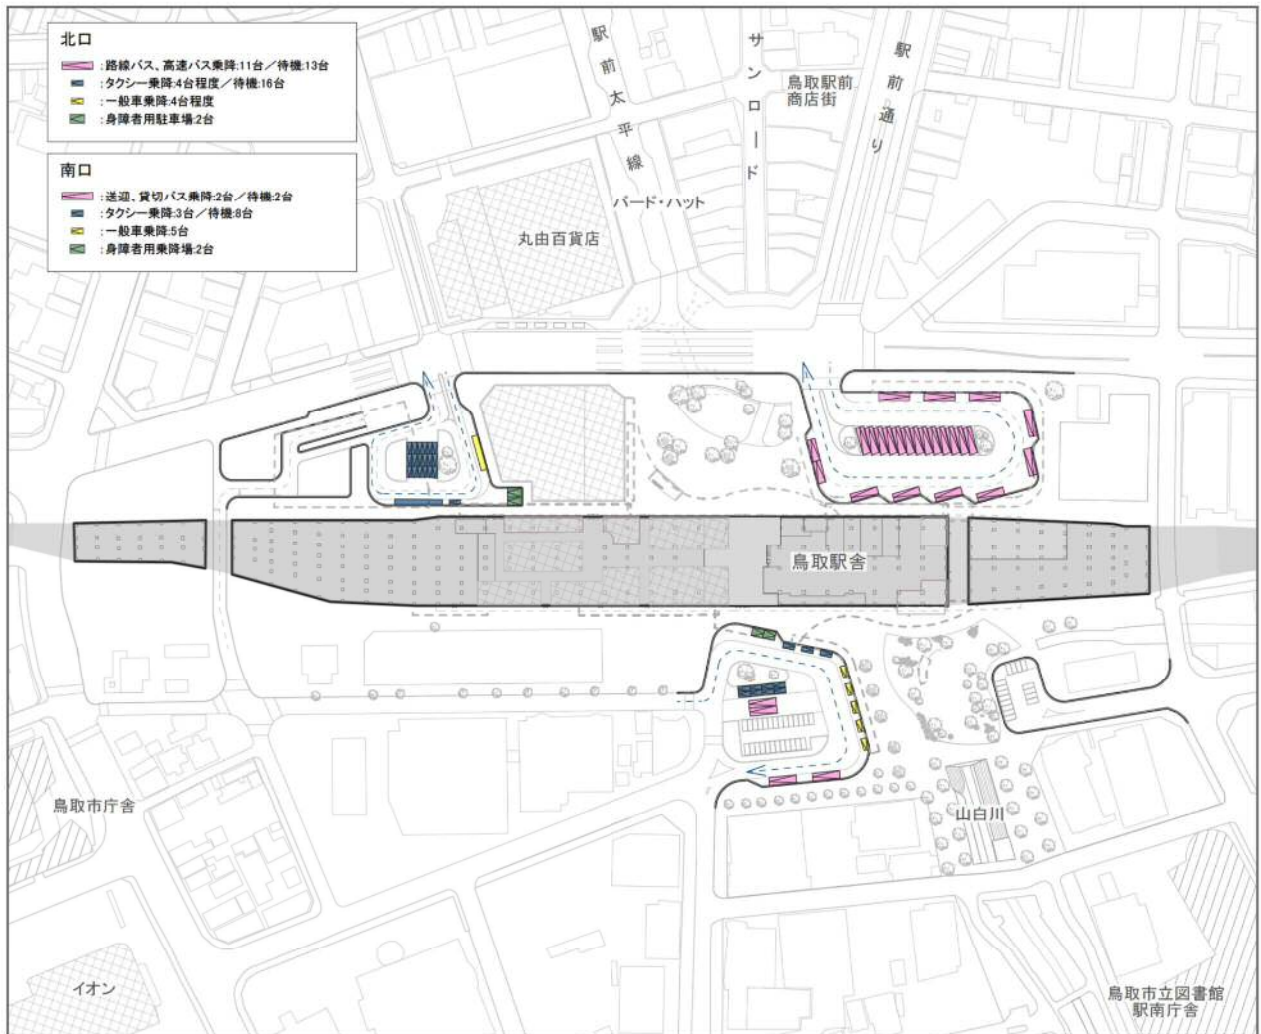 北口
:路線バス、高速バス乗降:11台／待機:13台
:タクシー乗降:4台程度／待機:16台
:一般車乗降:4台程度
:身障者用駐車場:2台
南口
:送迎、貸切バス乗降:2台／待機:2台
:タクシー乗降:3台／待機:8台
:一般車乗降:5台
:身障者用乗降場:2台
駅前太平線
サンロード
鳥取駅前
商店街
駅前通り
バード・ハット
丸由百貨店
鳥取駅舎
鳥取市庁舎
山白川
イオン
鳥取市立図書館
駅南庁舎